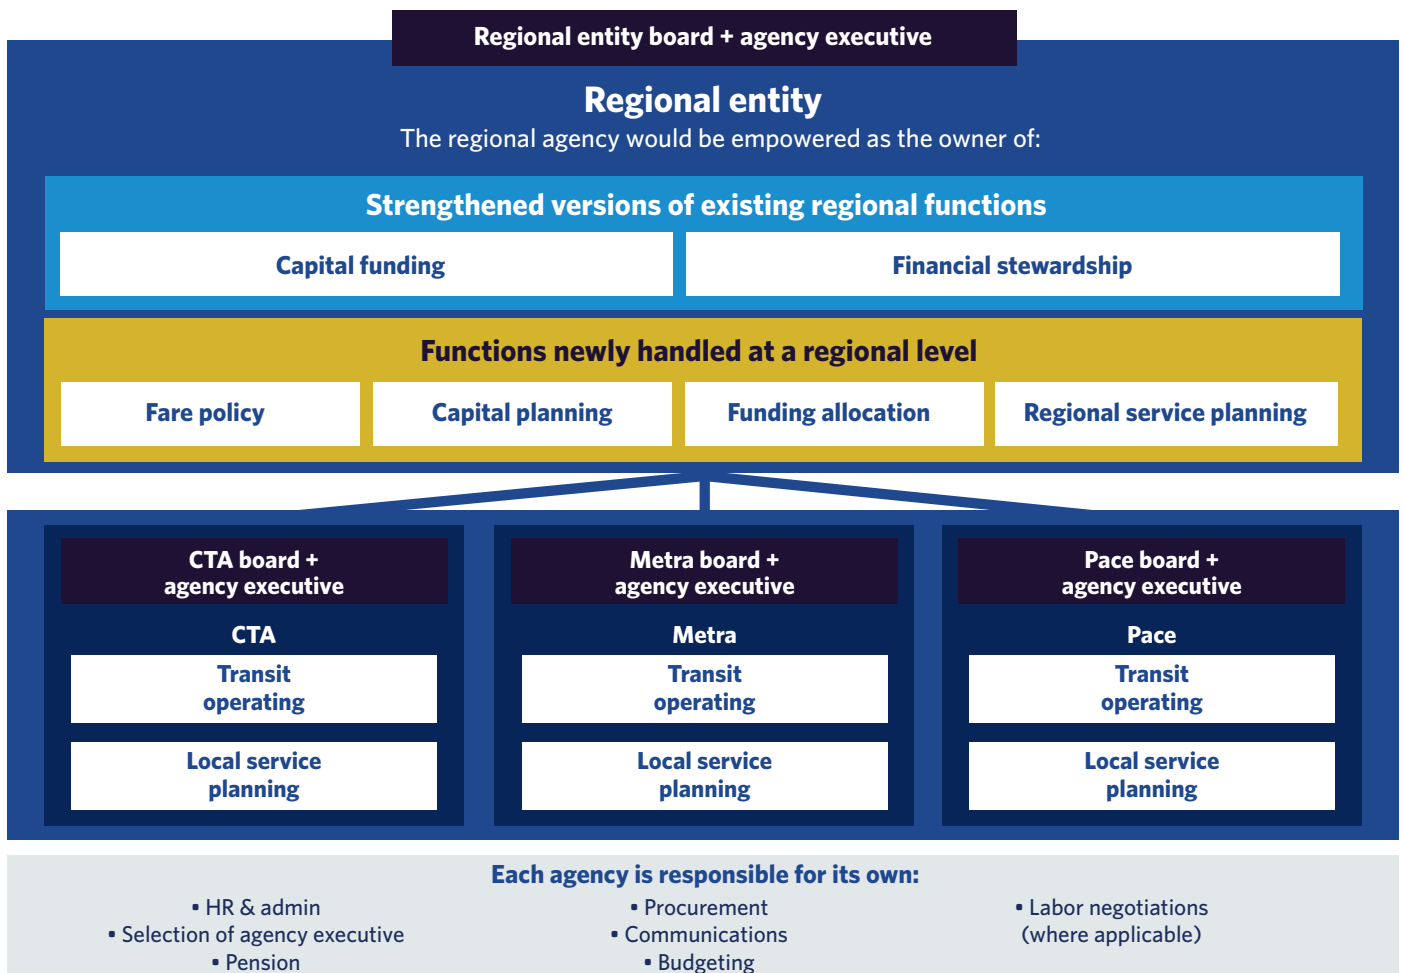 Regional entity board + agency executive
Regional entity
The regional agency would be empowered as the owner of:
Strengthened versions of existing regional functions
Capital funding
Financial stewardship
Functions newly handled at a regional level
Fare policy
Capital planning
Funding allocation
Regional service planning
CTA board +
agency executive
CTA
Transit
operating
Local service
planning
Metra board +
agency executive
Metra
Transit
operating
Local service
planning
Pace board +
agency executive
Pace
Transit
operating
Local service
planning
Each agency is responsible for its own:
▪ HR & admin
▪ Selection of agency executive
▪ Pension
▪ Procurement
▪ Communications
▪ Budgeting
▪ Labor negotiations
(where applicable)